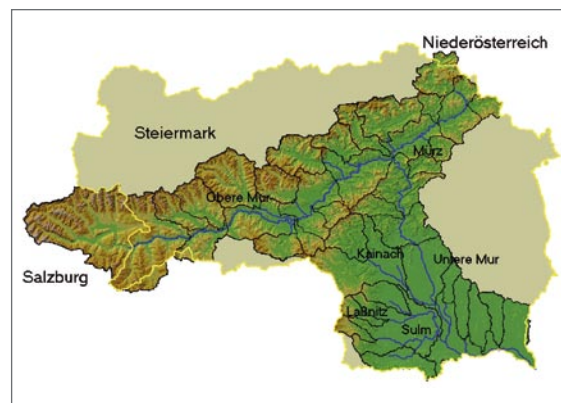 Niederösterreich
Steiermark
Mürz
Obere Mur
Kainach
Untere Mur
Salzburg
Laßnitz
Sulm